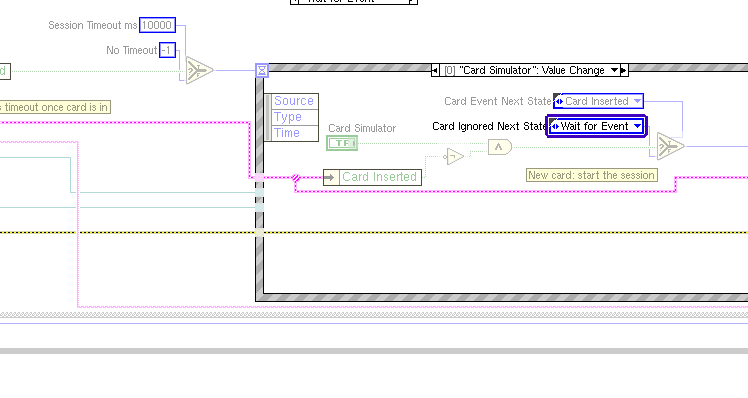 Wait for Event
Session Timeout ms 10000
No Timeout -1
[0] "Card Simulator": Value Change
s timeout once card is in
Source
Type
Time
Card Event Next State Card Inserted
Card Ignored Next State Wait for Event
Card Simulator
TF
Card Inserted
New card: start the session